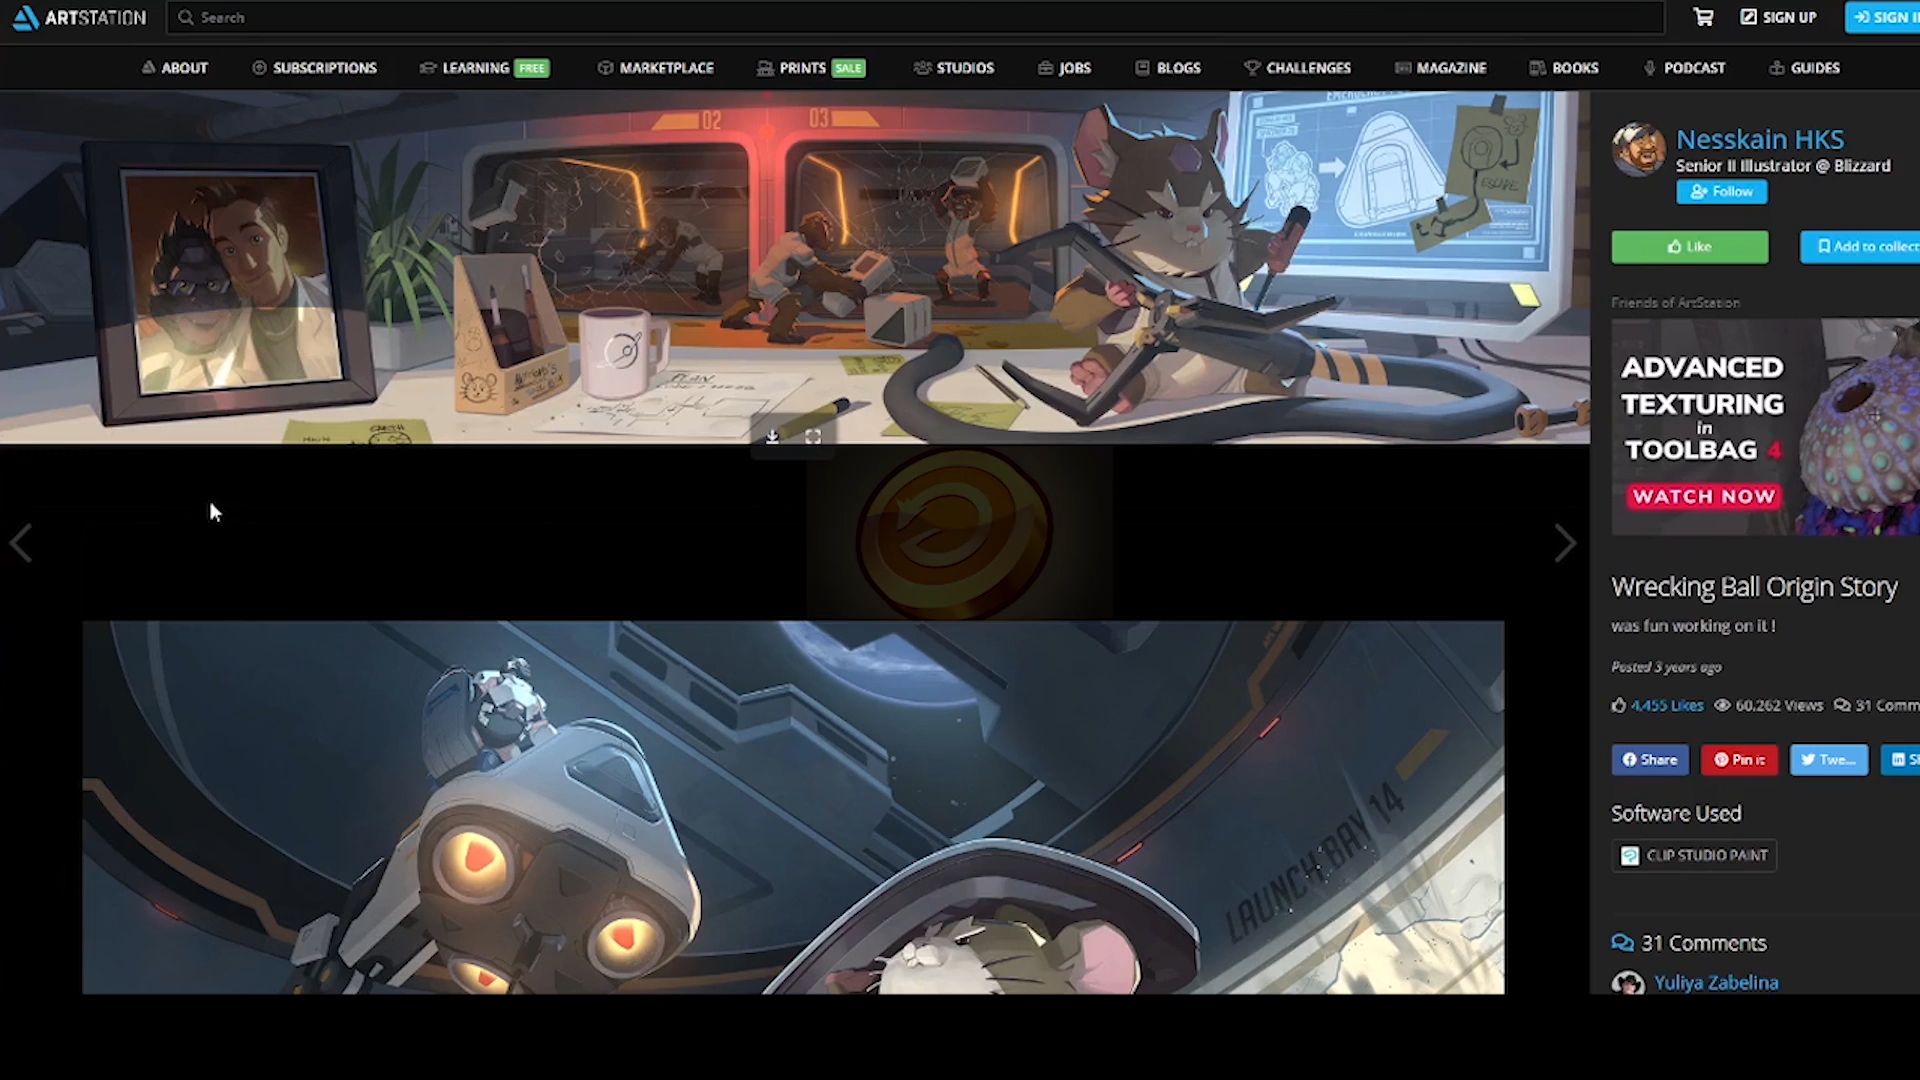 ARTSTATION
Search
SIGN UP
SIGN I
ABOUT
SUBSCRIPTIONS
LEARNING FREE
MARKETPLACE
PRINTS SALE
STUDIOS
JOBS
BLOGS
CHALLENGES
MAGAZINE
BOOKS
PODCAST
GUIDES
02
03
ESCAPE
PLAN
Nesskain HKS
Senior II Illustrator @ Blizzard
Follow
Like
Add to collect
Friends of ArtStation
ADVANCED
TEXTURING
in
TOOLBAG 4
WATCH NOW
Wrecking Ball Origin Story
was fun working on it !
Posted 3 years ago
4,455 Likes 60,262 Views 31 Comm
Share
Pin it
Twe...
Sh
LAUNCH BAY 14
Software Used
CLIP STUDIO PAINT
31 Comments
Yuliya Zabelina